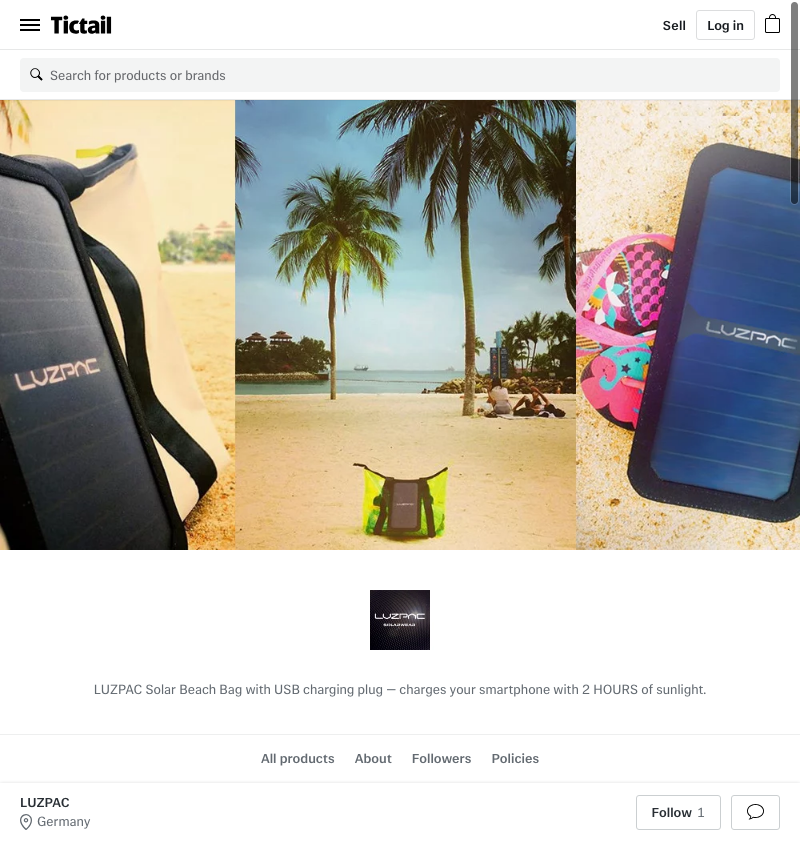 Tictail
Sell
Log in
Search for products or brands
LUZPAC
LUZPAC
LUZPAC
SOLARWEAR
LUZPAC Solar Beach Bag with USB charging plug — charges your smartphone with 2 HOURS of sunlight.
All products
About
Followers
Policies
LUZPAC
Germany
Follow 1